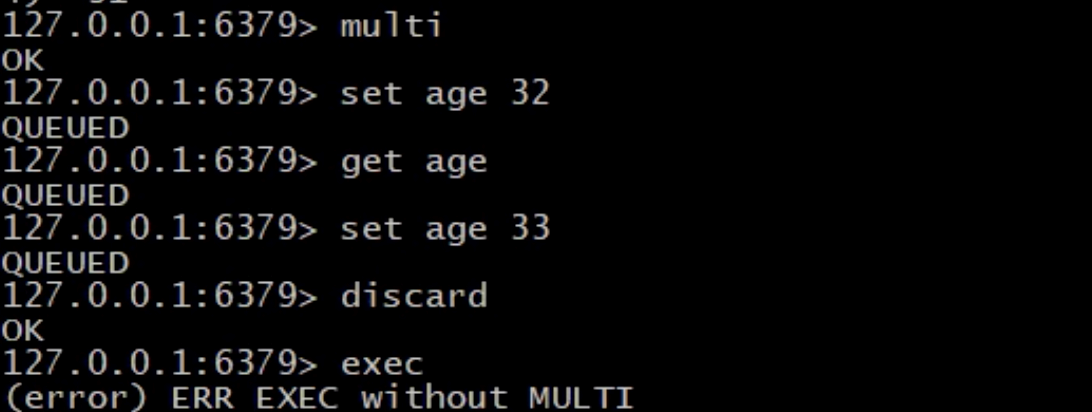 127.0.0.1:6379> multi
OK
127.0.0.1:6379> set age 32
QUEUED
127.0.0.1:6379> get age
QUEUED
127.0.0.1:6379> set age 33
QUEUED
127.0.0.1:6379> discard
OK
127.0.0.1:6379> exec
(error) ERR EXEC without MULTI